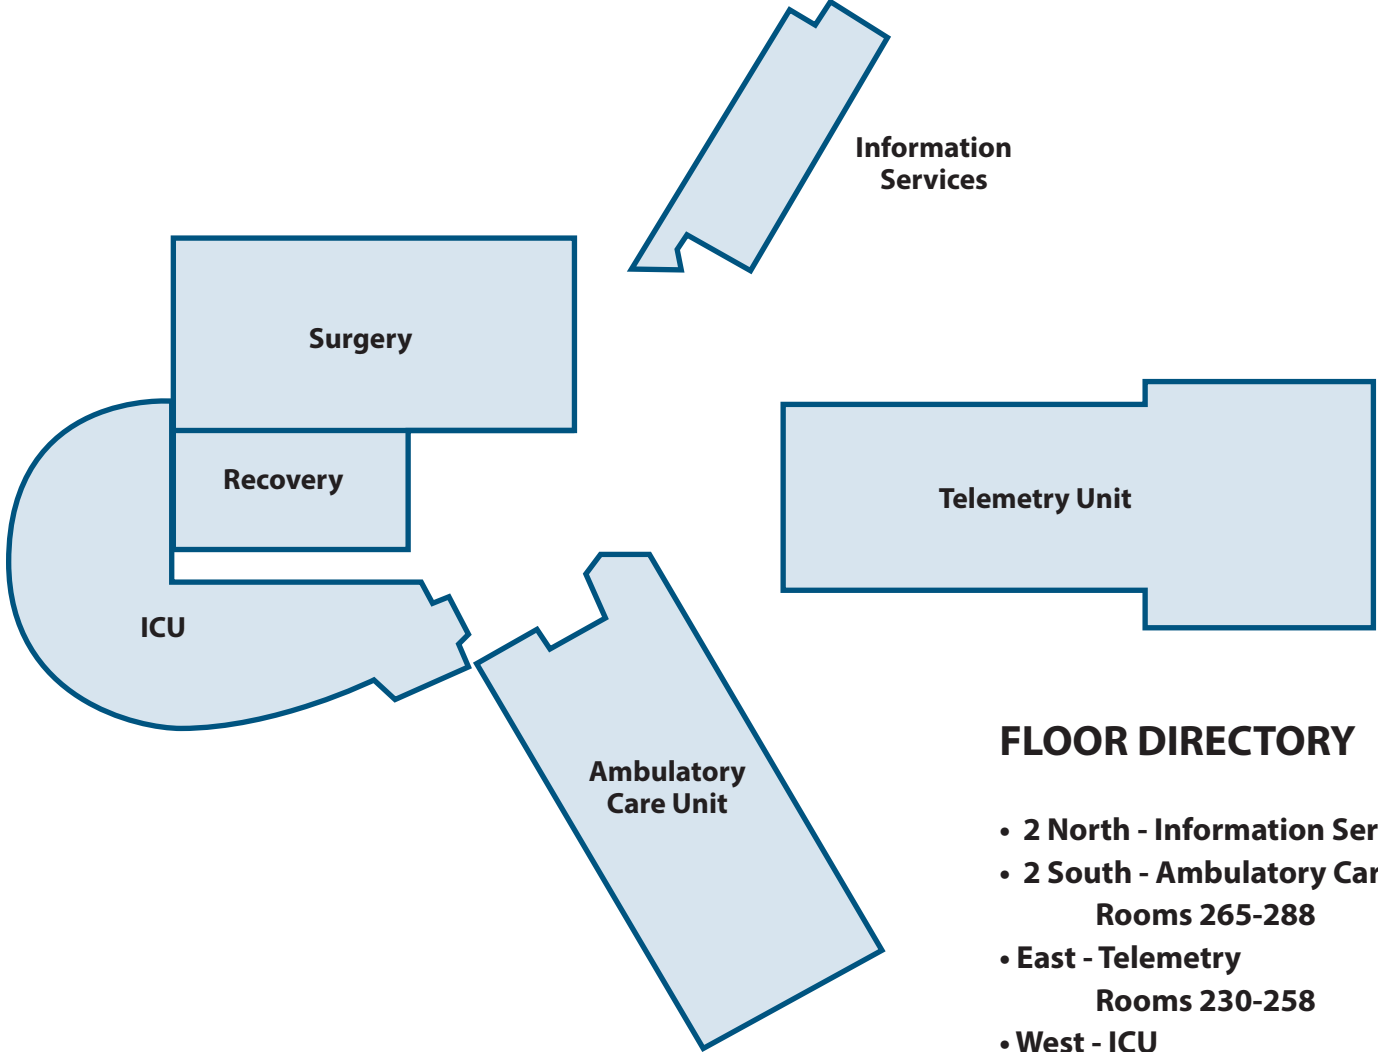 Information
Services
Surgery
Recovery
Telemetry Unit
ICU
Ambulatory
Care Unit
FLOOR DIRECTORY
• 2 North - Information Ser
• 2 South - Ambulatory Car
Rooms 265-288
• East - Telemetry
Rooms 230-258
• West - ICU